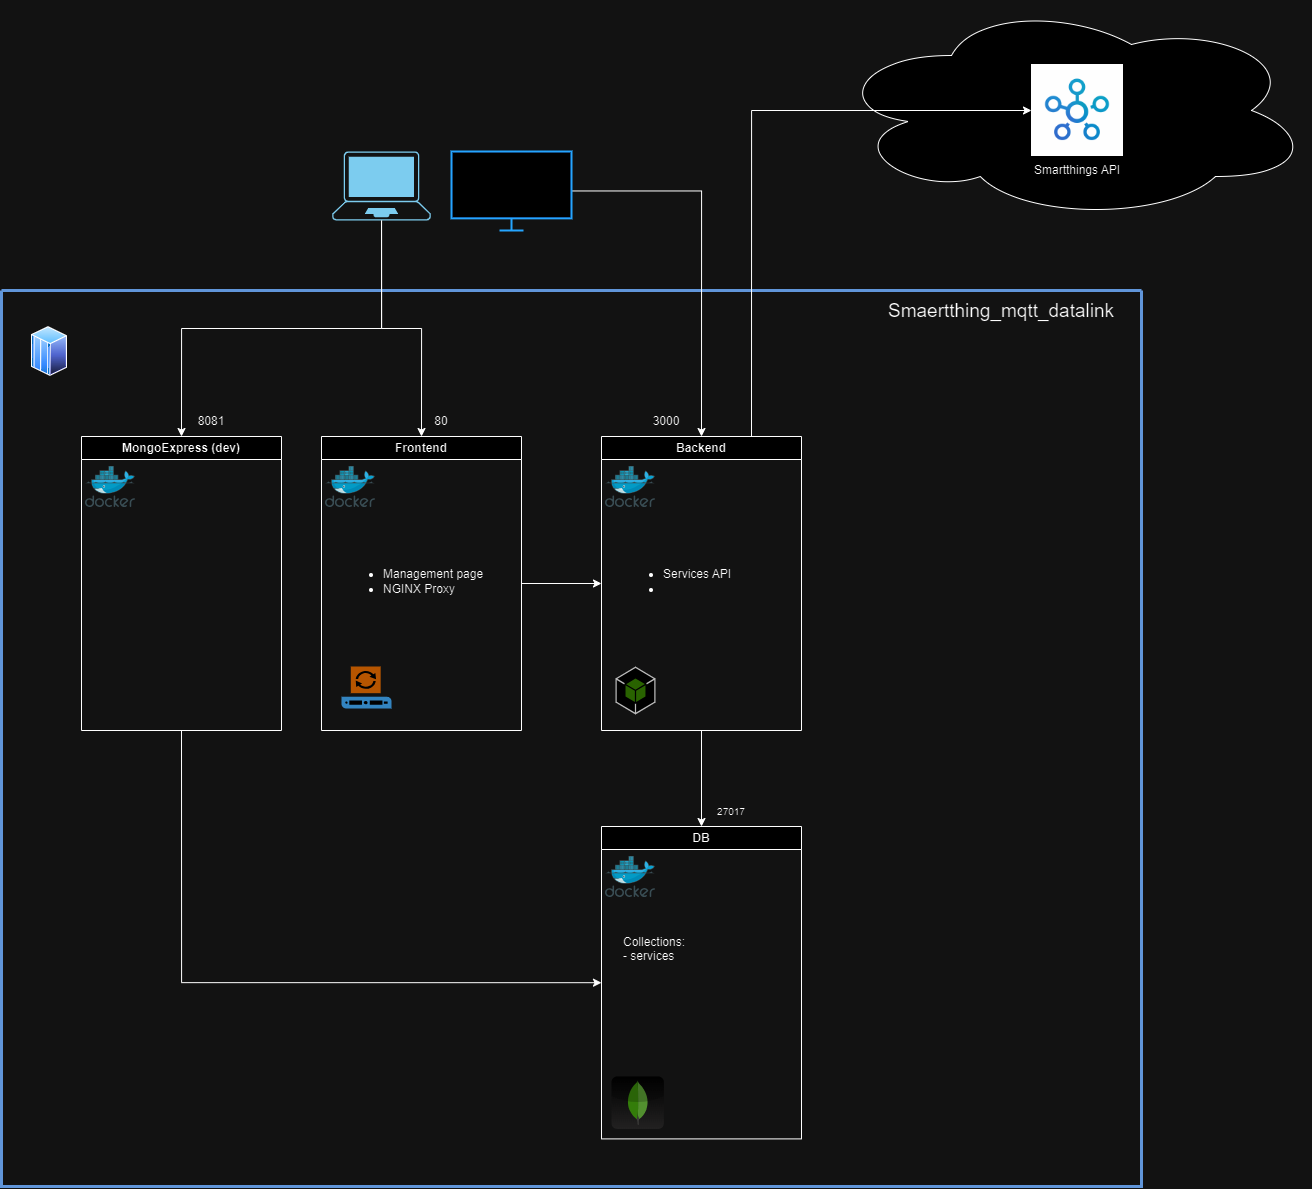 Smartthings API
Smaertthing_mqtt_datalink
8081
80
3000
MongoExpress (dev)
Frontend
Backend
docker
docker
docker
Management page
NGINX Proxy
Services API
27017
DB
docker
Collections:
- services